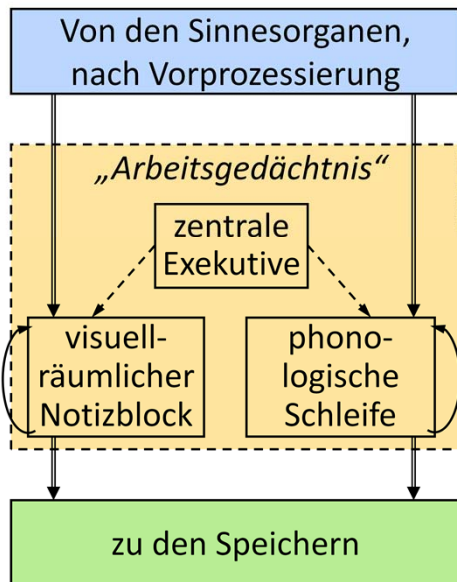 Von den Sinnesorganen,
nach Vorprozessierung
„Arbeitsgedächtnis“
zentrale
Exekutive
visuell-
räumlicher
Notizblock
phono-
logische
Schleife
zu den Speichern